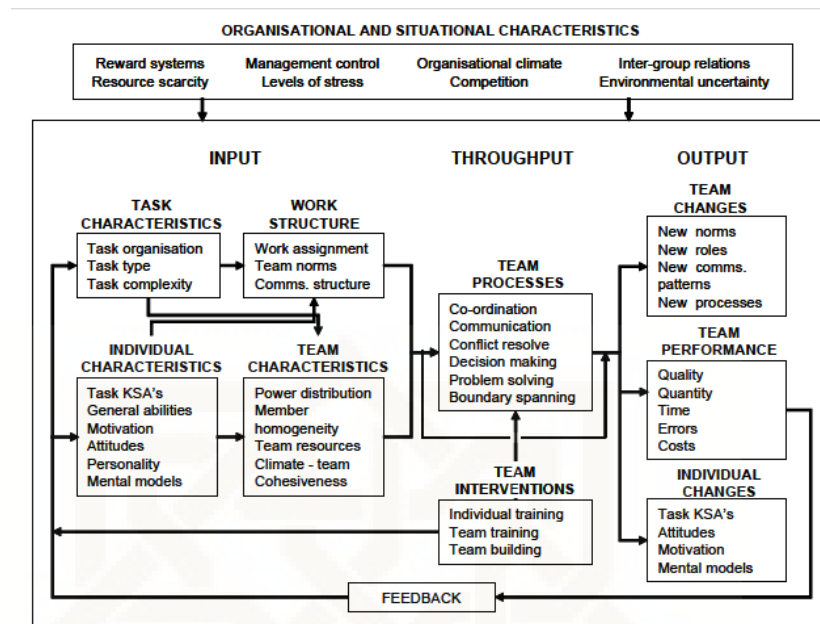 ORGANISATIONAL AND SITUATIONAL CHARACTERISTICS
Reward systems Management control Organisational climate Inter-group relations
Resource scarcity Levels of stress Competition Environmental uncertainty
INPUT THROUGHPUT OUTPUT
TASK
CHARACTERISTICS
Task organisation
Task type
Task complexity
WORK
STRUCTURE
Work assignment
Team norms
Comms. structure
INDIVIDUAL
CHARACTERISTICS
Task KSA's
General abilities
Motivation
Attitudes
Personality
Mental models
TEAM
CHARACTERISTICS
Power distribution
Member
homogeneity
Team resources
Climate - team
Cohesiveness
TEAM
PROCESSES
Co-ordination
Communication
Conflict resolve
Decision making
Problem solving
Boundary spanning
TEAM
INTERVENTIONS
Individual training
Team training
Team building
TEAM
CHANGES
New norms
New roles
New comms.
patterns
New processes
TEAM
PERFORMANCE
Quality
Quantity
Time
Errors
Costs
INDIVIDUAL
CHANGES
Task KSA's
Attitudes
Motivation
Mental models
FEEDBACK